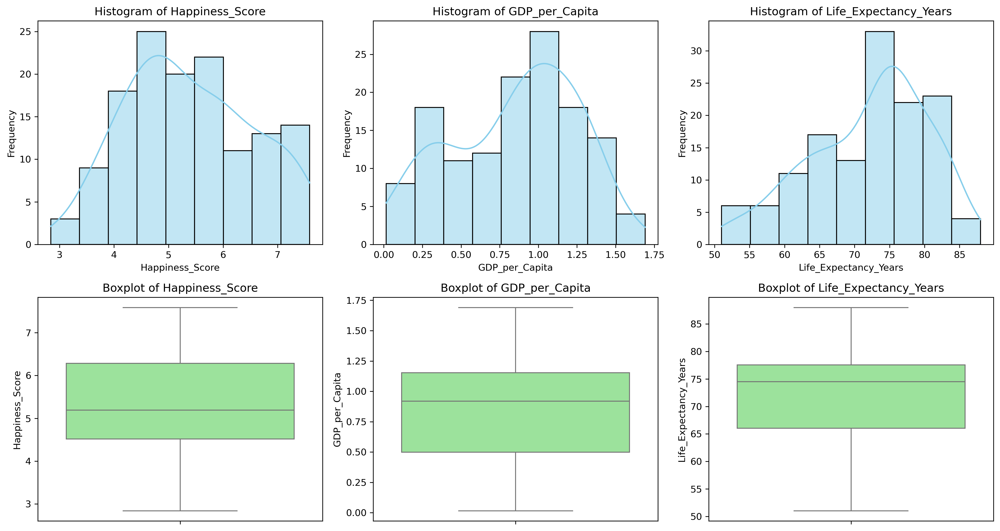 Histogram of Happiness_Score
25
20
15
10
5
0
Frequency
3 4 5 6 7
Happiness_Score
Histogram of GDP_per_Capita
25
20
15
10
5
0
Frequency
0.00 0.25 0.50 0.75 1.00 1.25 1.50 1.75
GDP_per_Capita
Histogram of Life_Expectancy_Years
30
25
20
15
10
5
0
Frequency
50 55 60 65 70 75 80 85
Life_Expectancy_Years
Boxplot of Happiness_Score
7
6
5
4
3
Happiness_Score
Boxplot of GDP_per_Capita
1.75
1.50
1.25
1.00
0.75
0.50
0.25
0.00
GDP_per_Capita
Boxplot of Life_Expectancy_Years
85
80
75
70
65
60
55
50
Life_Expectancy_Years